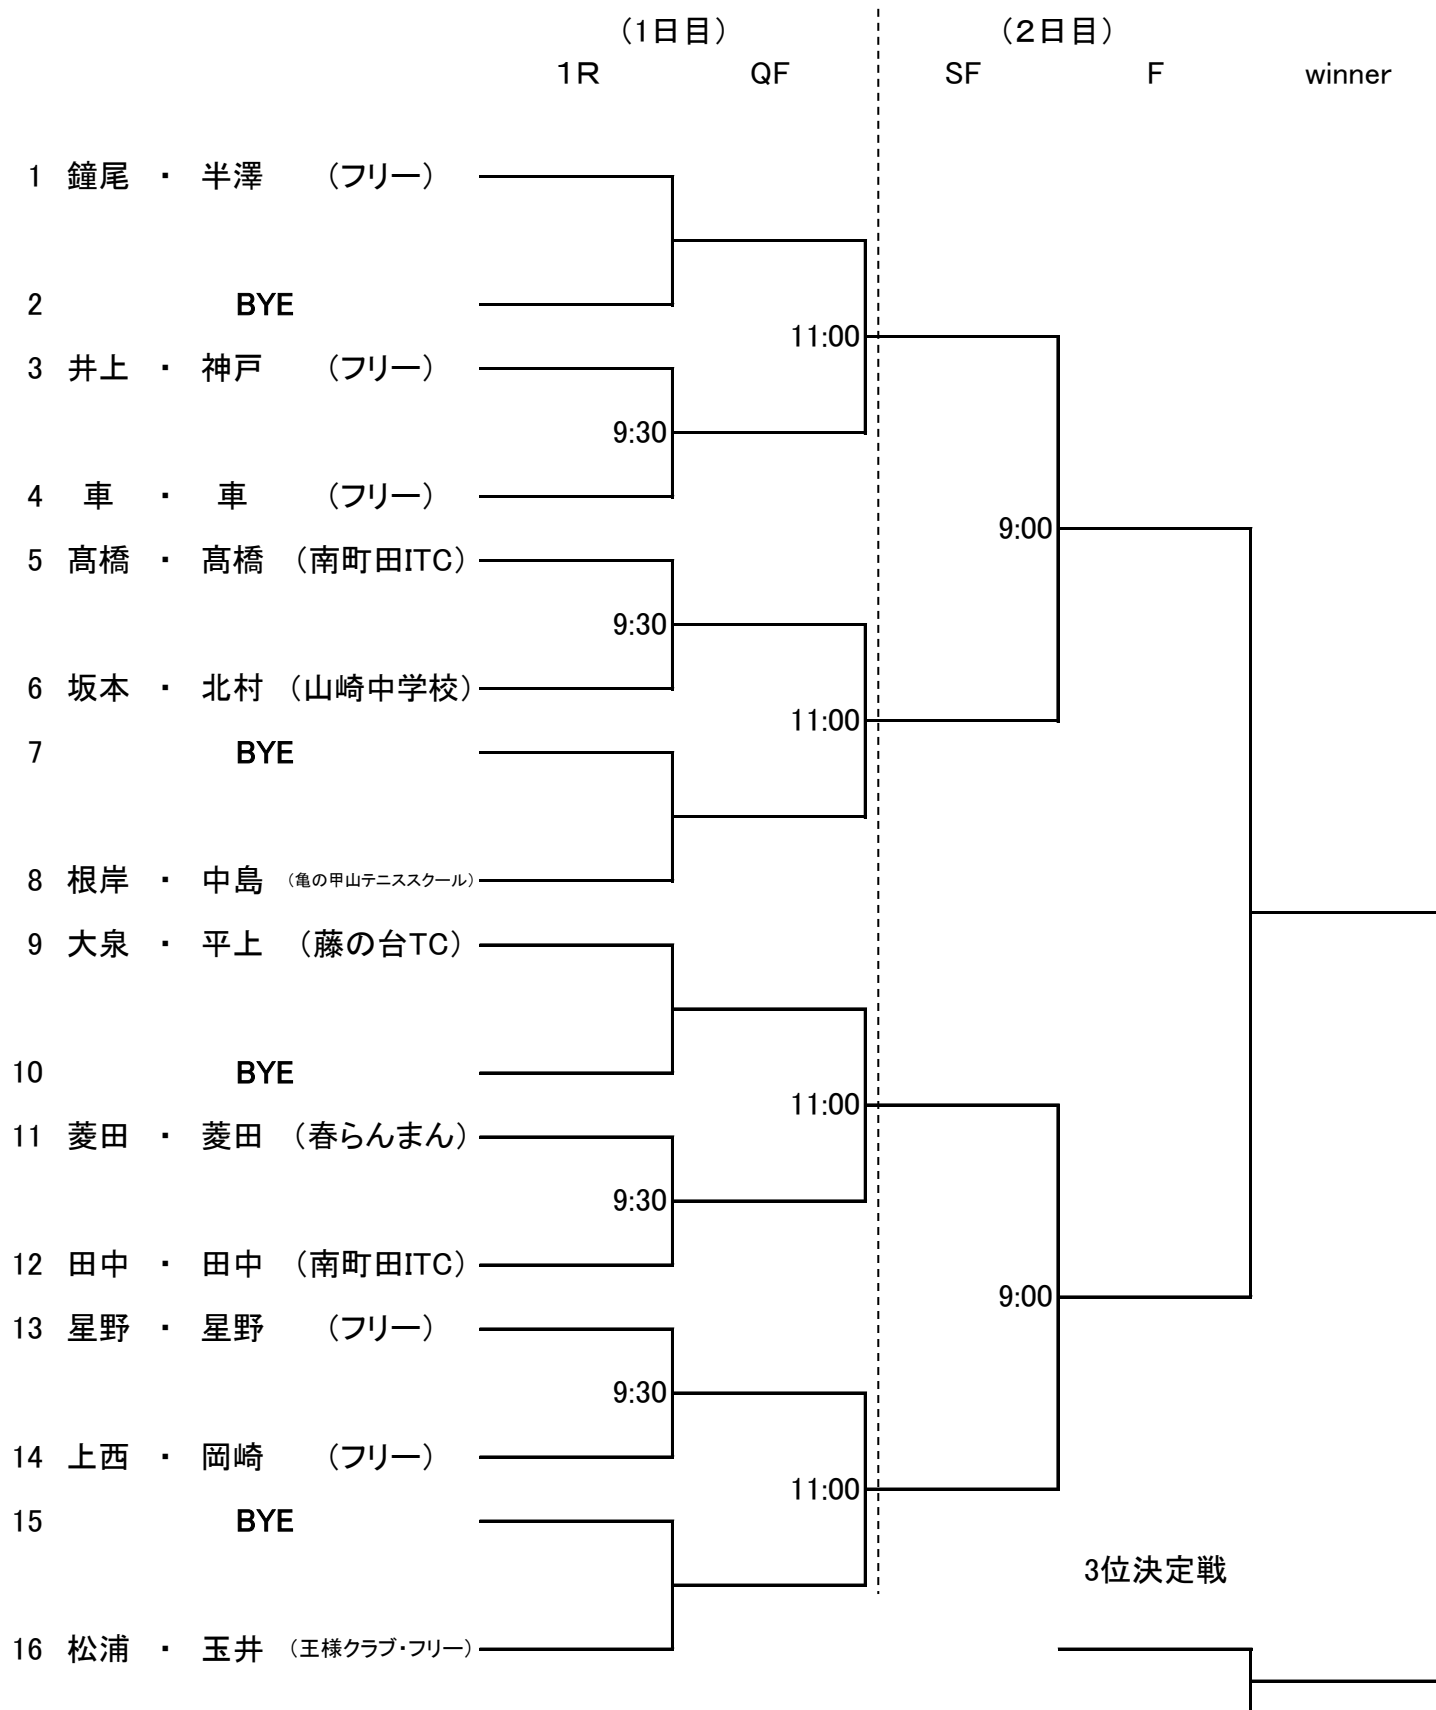 （1日目） （２日目）
１Ｒ QF SF F winner
1 鐘尾 ・ 半澤 （フリー）
2 BYE
11:00
3 井上 ・ 神戸 （フリー）
9:30
4 車 ・ 車 （フリー）
9:00
5 髙橋 ・ 髙橋 （南町田ITC）
9:30
6 坂本 ・ 北村 （山崎中学校）
11:00
7 BYE
8 根岸 ・ 中島 （亀の甲山テニススクール）
9 大泉 ・ 平上 （藤の台TC）
10 BYE
11:00
11 菱田 ・ 菱田 （春らんまん）
9:30
12 田中 ・ 田中 （南町田ITC）
9:00
13 星野 ・ 星野 （フリー）
9:30
14 上西 ・ 岡崎 （フリー）
11:00
15 BYE
3位決定戦
16 松浦 ・ 玉井 （王様クラブ・フリー）